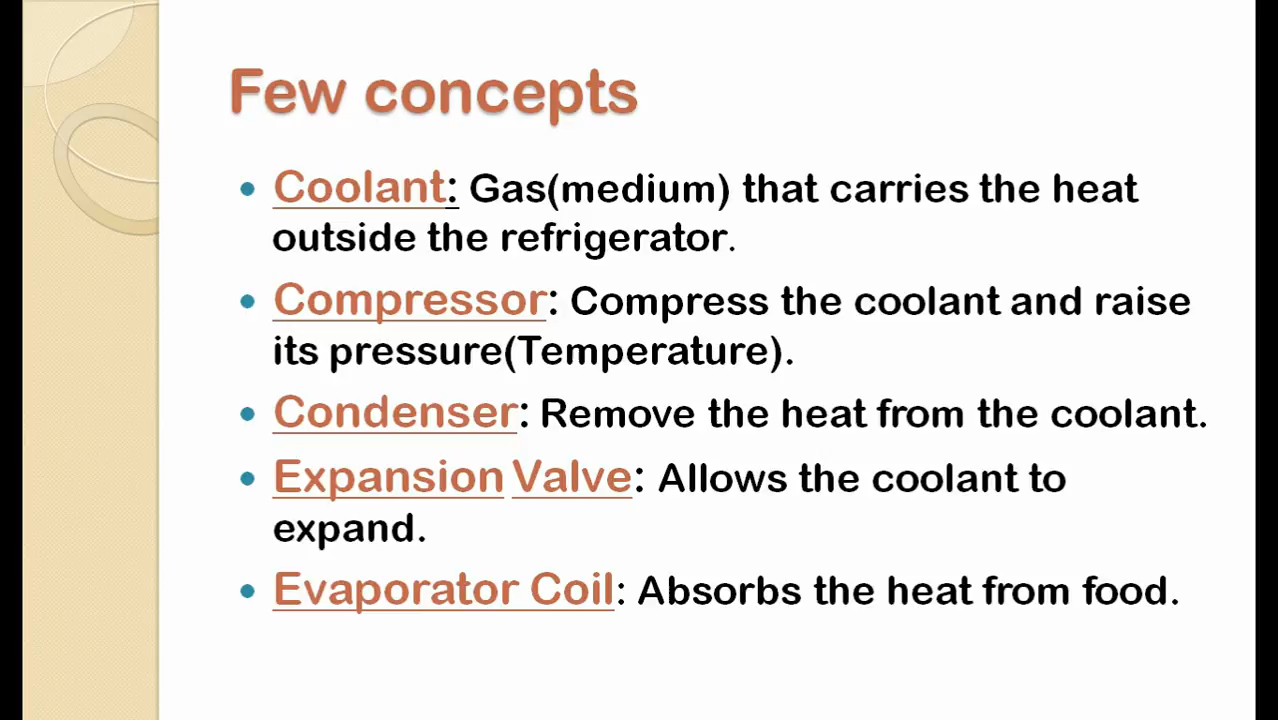 Few concepts
• Coolant: Gas(medium) that carries the heat
outside the refrigerator.
• Compressor: Compress the coolant and raise
its pressure(Temperature).
• Condenser: Remove the heat from the coolant.
• Expansion Valve: Allows the coolant to
expand.
• Evaporator Coil: Absorbs the heat from food.